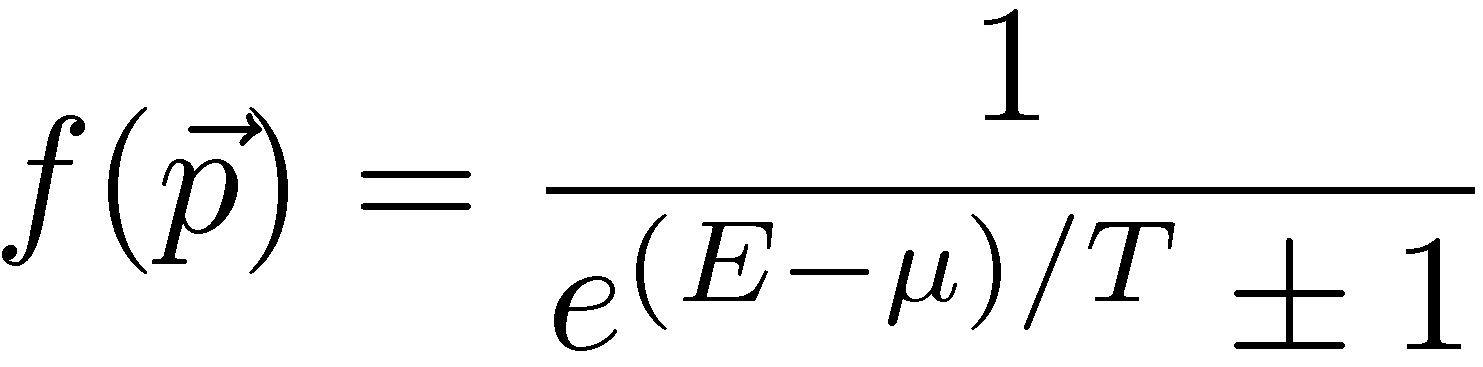 $f(\vec{p}) = \frac{1}{e^{(E-\mu)/T} \pm 1}$